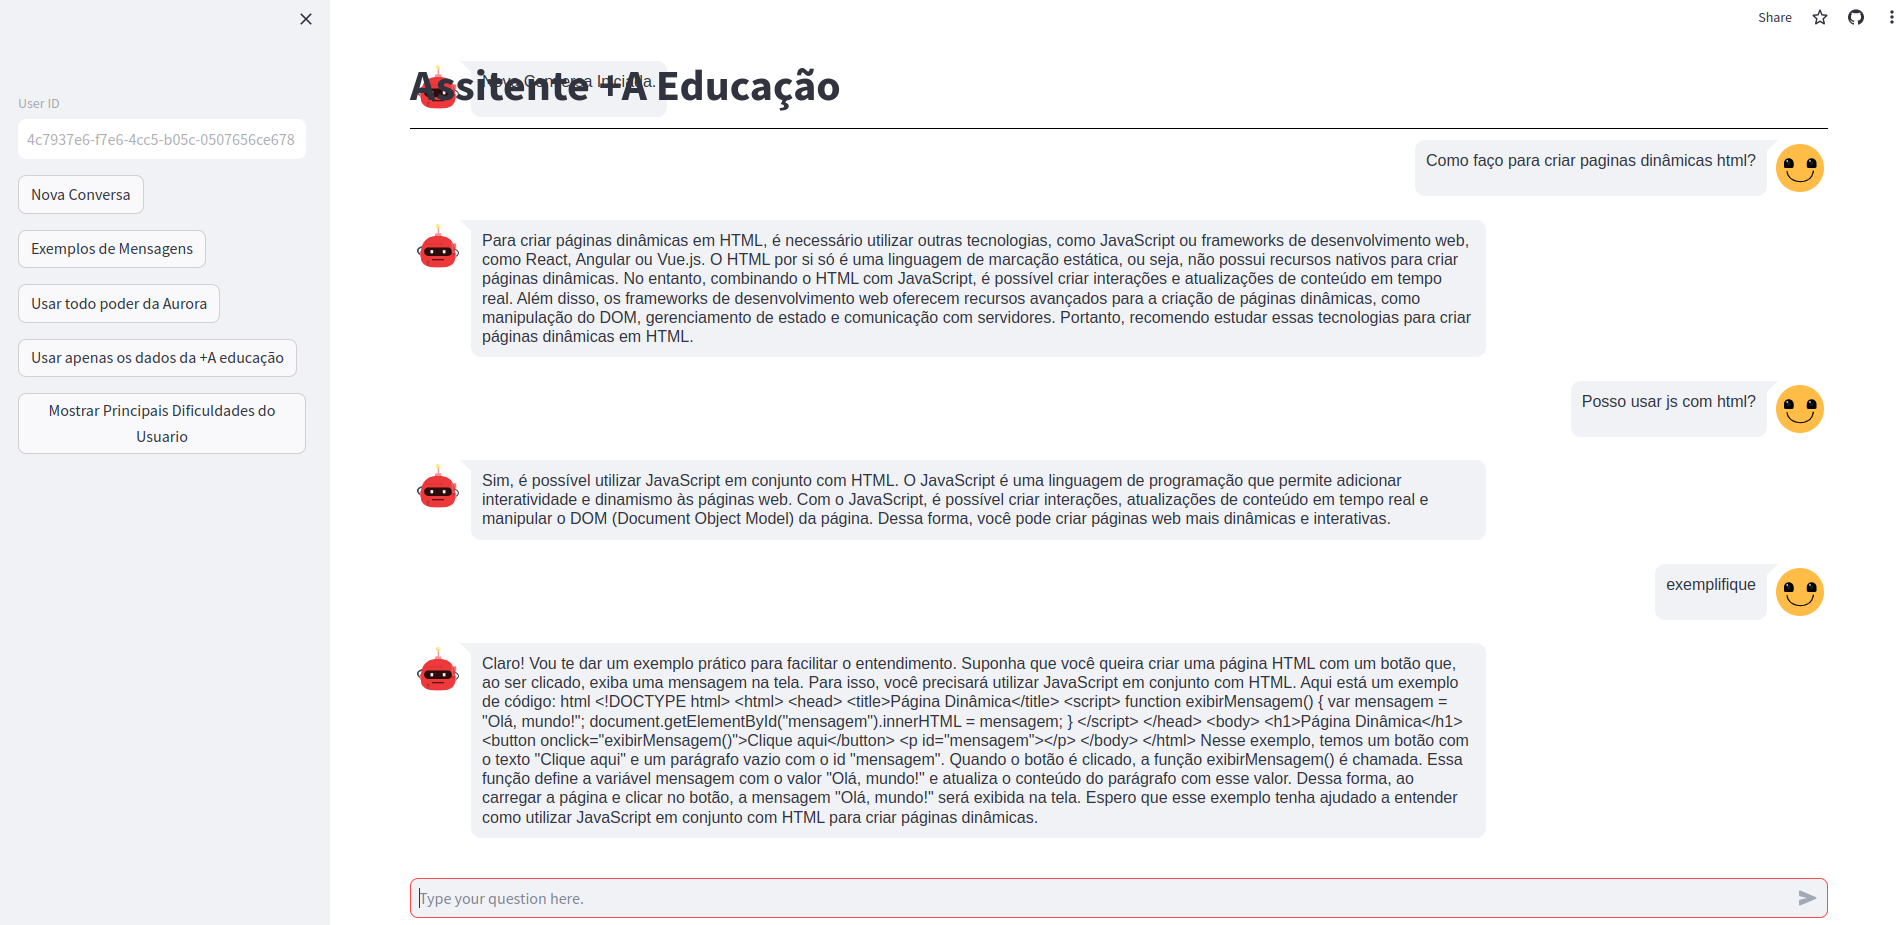 Share
User ID
4c7937e6-f7e6-4cc5-b05c-0507656ce678
Nova Conversa
Exemplos de Mensagens
Usar todo poder da Aurora
Usar apenas os dados da +A educação
Mostrar Principais Dificuldades do
Usuario
Nova Conversa Iniciada.
Assitente +A Educação
Como faço para criar paginas dinâmicas html?
Para criar páginas dinâmicas em HTML, é necessário utilizar outras tecnologias, como JavaScript ou frameworks de desenvolvimento web,
como React, Angular ou Vue.js. O HTML por si só é uma linguagem de marcação estática, ou seja, não possui recursos nativos para criar
páginas dinâmicas. No entanto, combinando o HTML com JavaScript, é possível criar interações e atualizações de conteúdo em tempo
real. Além disso, os frameworks de desenvolvimento web oferecem recursos avançados para a criação de páginas dinâmicas, como
manipulação do DOM, gerenciamento de estado e comunicação com servidores. Portanto, recomendo estudar essas tecnologias para criar
páginas dinâmicas em HTML.
Posso usar js com html?
Sim, é possível utilizar JavaScript em conjunto com HTML. O JavaScript é uma linguagem de programação que permite adicionar
interatividade e dinamismo às páginas web. Com o JavaScript, é possível criar interações, atualizações de conteúdo em tempo real e
manipular o DOM (Document Object Model) da página. Dessa forma, você pode criar páginas web mais dinâmicas e interativas.
exemplifique
Claro! Vou te dar um exemplo prático para facilitar o entendimento. Suponha que você queira criar uma página HTML com um botão que,
ao ser clicado, exiba uma mensagem na tela. Para isso, você precisará utilizar JavaScript em conjunto com HTML. Aqui está um exemplo
de código: html <!DOCTYPE html> <html> <head> <title>Página Dinâmica</title> <script> function exibirMensagem() { var mensagem =
"Olá, mundo!"; document.getElementById("mensagem").innerHTML = mensagem; } </script> </head> <body> <h1>Página Dinâmica</h1>
<button onclick="exibirMensagem()">Clique aqui</button> <p id="mensagem"></p> </body> </html> Nesse exemplo, temos um botão com
o texto "Clique aqui" e um parágrafo vazio com o id "mensagem". Quando o botão é clicado, a função exibirMensagem() é chamada. Essa
função define a variável mensagem com o valor "Olá, mundo!" e atualiza o conteúdo do parágrafo com esse valor. Dessa forma, ao
carregar a página e clicar no botão, a mensagem "Olá, mundo!" será exibida na tela. Espero que esse exemplo tenha ajudado a entender
como utilizar JavaScript em conjunto com HTML para criar páginas dinâmicas.
Type your question here.